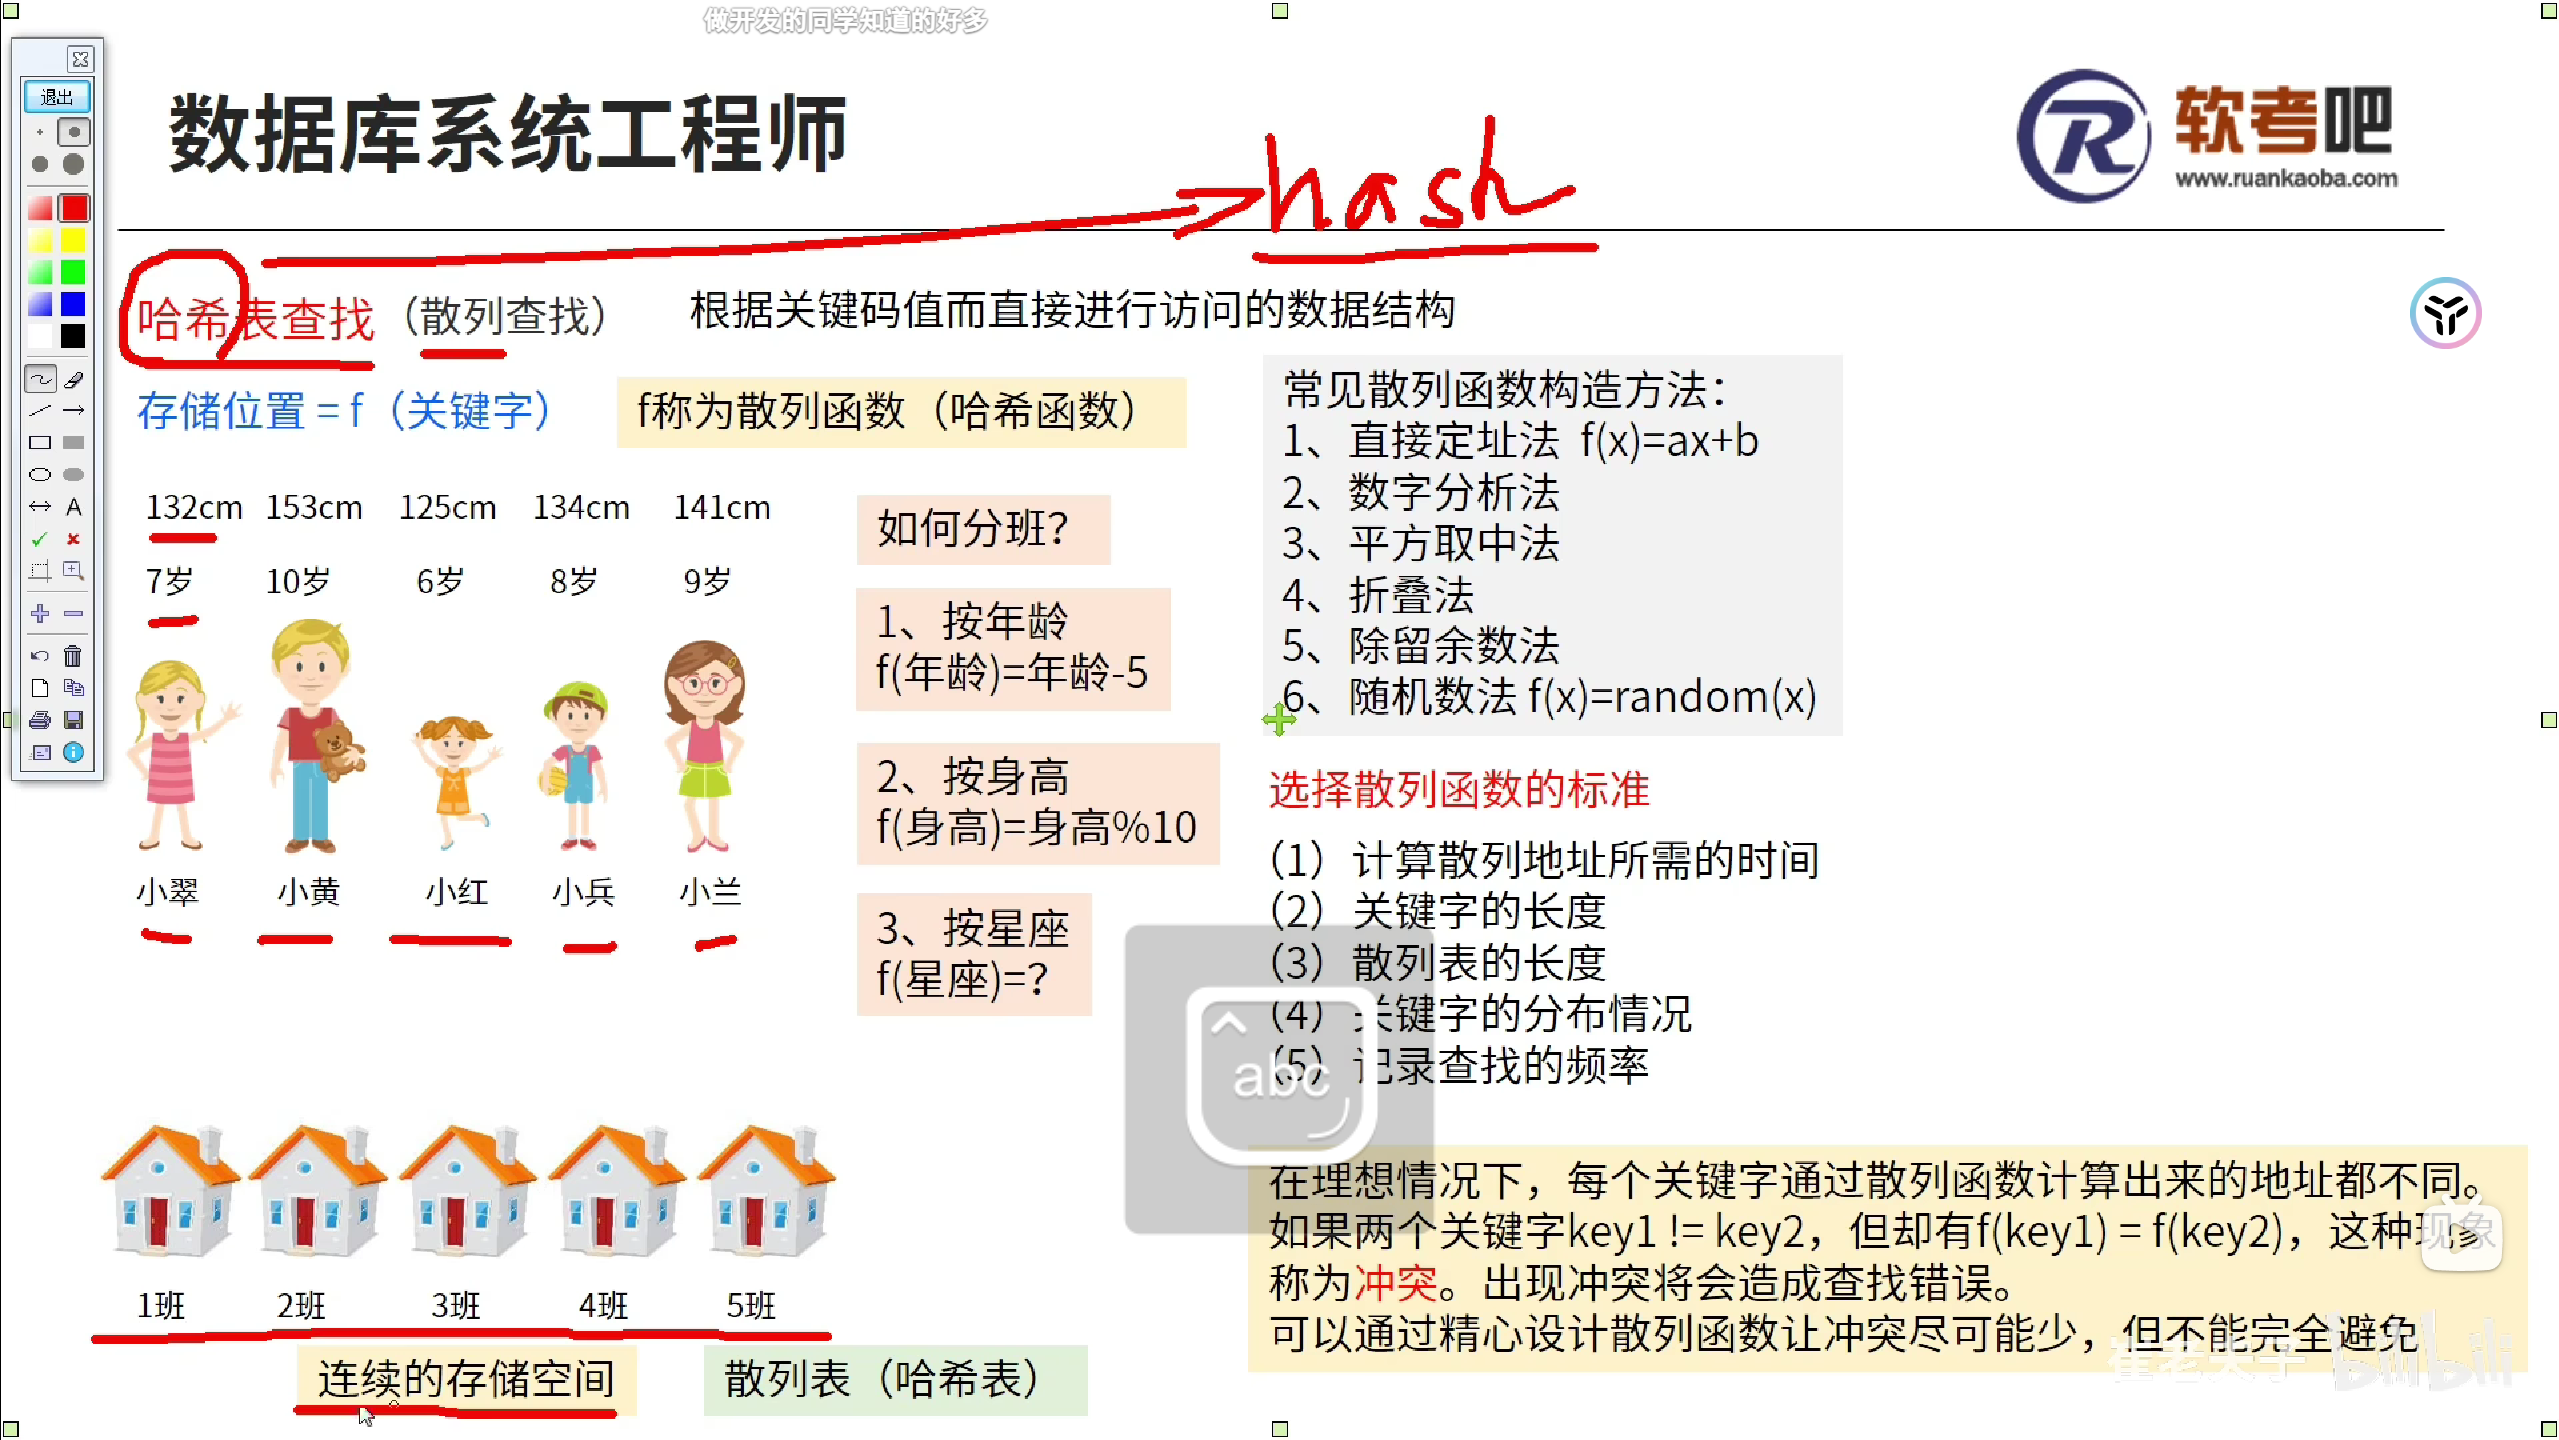 做开发的同学知道的好多
退出
数据库系统工程师
软考吧
www.ruankaoba.com
hash
哈希表查找（散列查找） 根据关键码值而直接进行访问的数据结构
存储位置 = f（关键字） f称为散列函数（哈希函数）
132cm 153cm 125cm 134cm 141cm
7岁 10岁 6岁 8岁 9岁
小翠 小黄 小红 小兵 小兰
如何分班？
1、按年龄
f(年龄)=年龄-5
2、按身高
f(身高)=身高%10
3、按星座
f(星座)=？
1班 2班 3班 4班 5班
连续的存储空间 散列表（哈希表）
常见散列函数构造方法：
1、直接定址法 f(x)=ax+b
2、数字分析法
3、平方取中法
4、折叠法
5、除留余数法
6、随机数法 f(x)=random(x)
选择散列函数的标准
（1）计算散列地址所需的时间
（2）关键字的长度
（3）散列表的长度
（4）关键字的分布情况
（5）记录查找的频率
abc
在理想情况下，每个关键字通过散列函数计算出来的地址都不同。
如果两个关键字key1 != key2，但却有f(key1) = f(key2)，这种现象
称为冲突。出现冲突将会造成查找错误。
可以通过精心设计散列函数让冲突尽可能少，但不能完全避免
崔老夫子
bilibili